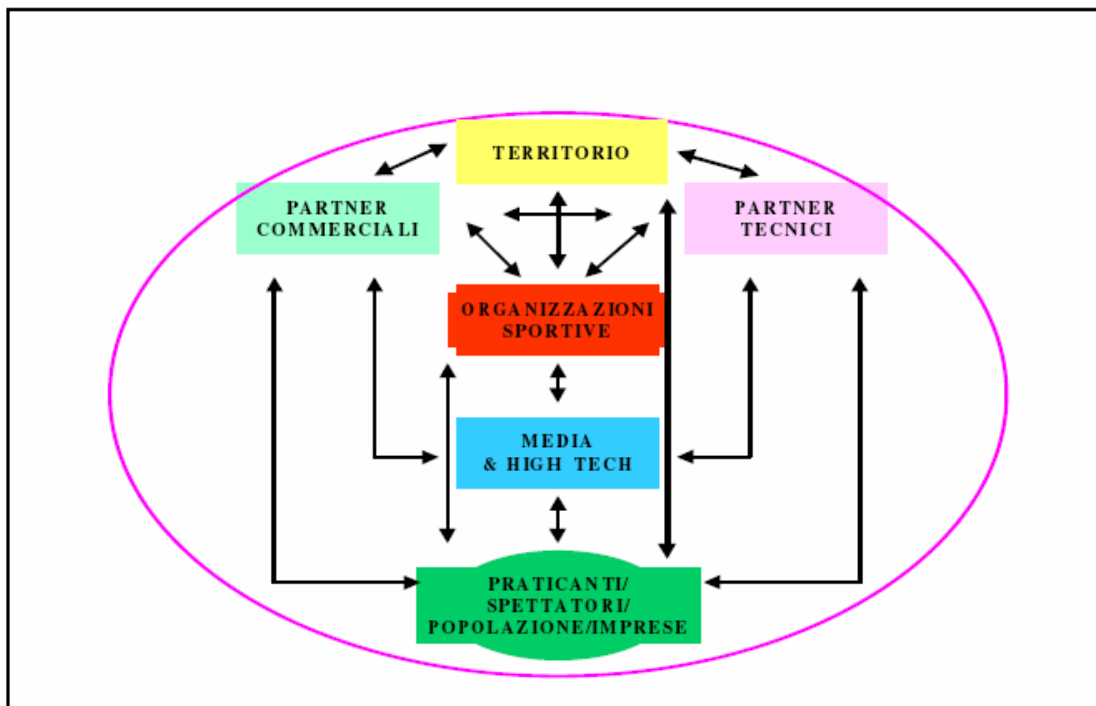 TERRITORIO
PARTNER
COMMERCIALI
PARTNER
TECNICI
ORGANIZZAZIONI
SPORTIVE
MEDIA
& HIGH TECH
PRATICANTI/
SPETTATORI/
POPOLAZIONE/IMPRESE